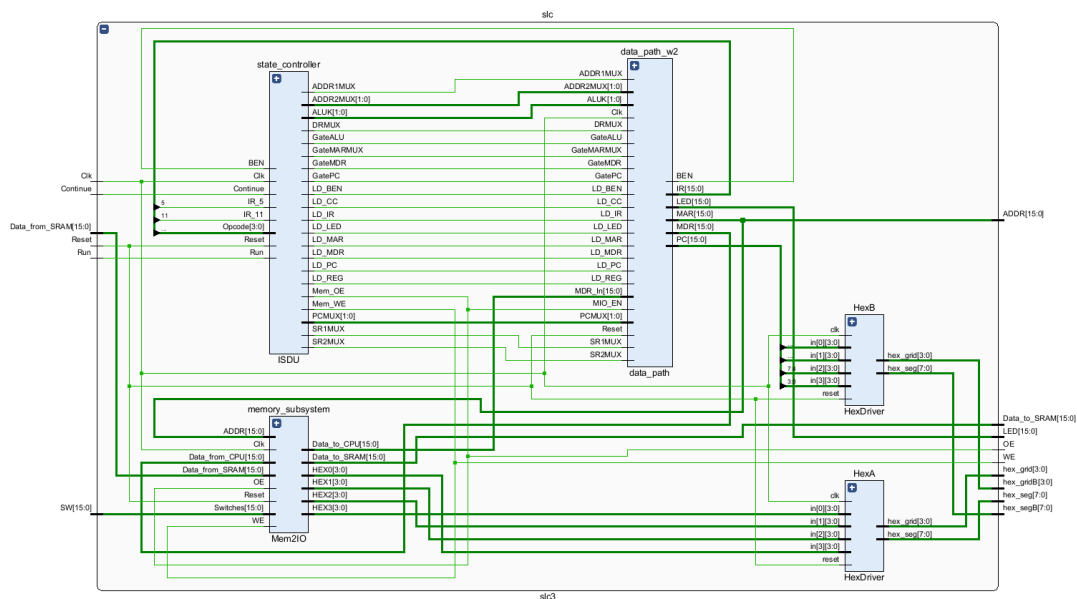 slc
state_controller
ADDR1MUX
ADDR2MUX[1:0]
ALUK[1:0]
DRMUX
GateALU
GateMARMUX
GateMDR
GatePC
LD_BEN
LD_CC
LD_IR
LD_LED
LD_MAR
LD_MDR
LD_PC
LD_REG
Mem_OE
Mem_WE
PCMUX[1:0]
SR1MUX
SR2MUX
BEN
Clk
Continue
IR_5
IR_11
Opcode[3:0]
Reset
Run
5
11
ISDU
data_path_w2
ADDR1MUX
ADDR2MUX[1:0]
ALUK[1:0]
Clk
DRMUX
GateALU
GateMARMUX
GateMDR
GatePC
LD_BEN
LD_CC
LD_IR
LD_LED
LD_MAR
LD_MDR
LD_PC
LD_REG
MDR_In[15:0]
MIO_EN
PCMUX[1:0]
Reset
SR1MUX
SR2MUX
BEN
IR[15:0]
LED[15:0]
MAR[15:0]
MDR[15:0]
PC[15:0]
data_path
Clk
Continue
Data_from_SRAM[15:0]
Reset
Run
SW[15:0]
memory_subsystem
ADDR[15:0]
Clk
Data_from_CPU[15:0]
Data_from_SRAM[15:0]
OE
Reset
Switches[15:0]
WE
Data_to_CPU[15:0]
Data_to_SRAM[15:0]
HEX0[3:0]
HEX1[3:0]
HEX2[3:0]
HEX3[3:0]
Mem2IO
HexB
clk
in[0][3:0]
in[1][3:0]
in[2][3:0]
in[3][3:0]
reset
hex_grid[3:0]
hex_seg[7:0]
HexDriver
HexA
clk
in[0][3:0]
in[1][3:0]
in[2][3:0]
in[3][3:0]
reset
hex_grid[3:0]
hex_seg[7:0]
HexDriver
ADDR[15:0]
Data_to_SRAM[15:0]
LED[15:0]
OE
WE
hex_grid[3:0]
hex_gridB[3:0]
hex_seg[7:0]
hex_segB[7:0]
slc3